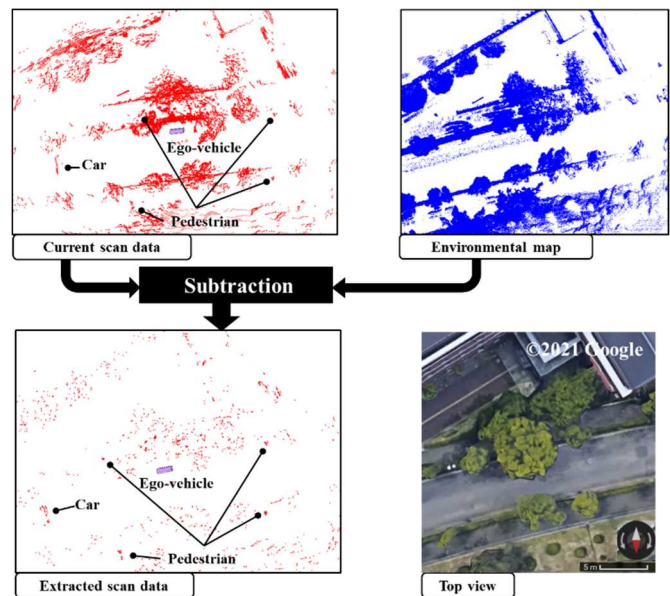 Ego-vehicle
Car
Pedestrian
Current scan data
Environmental map
Subtraction
©2021 Google
Ego-vehicle
Car
Pedestrian
5 m
Extracted scan data
Top view